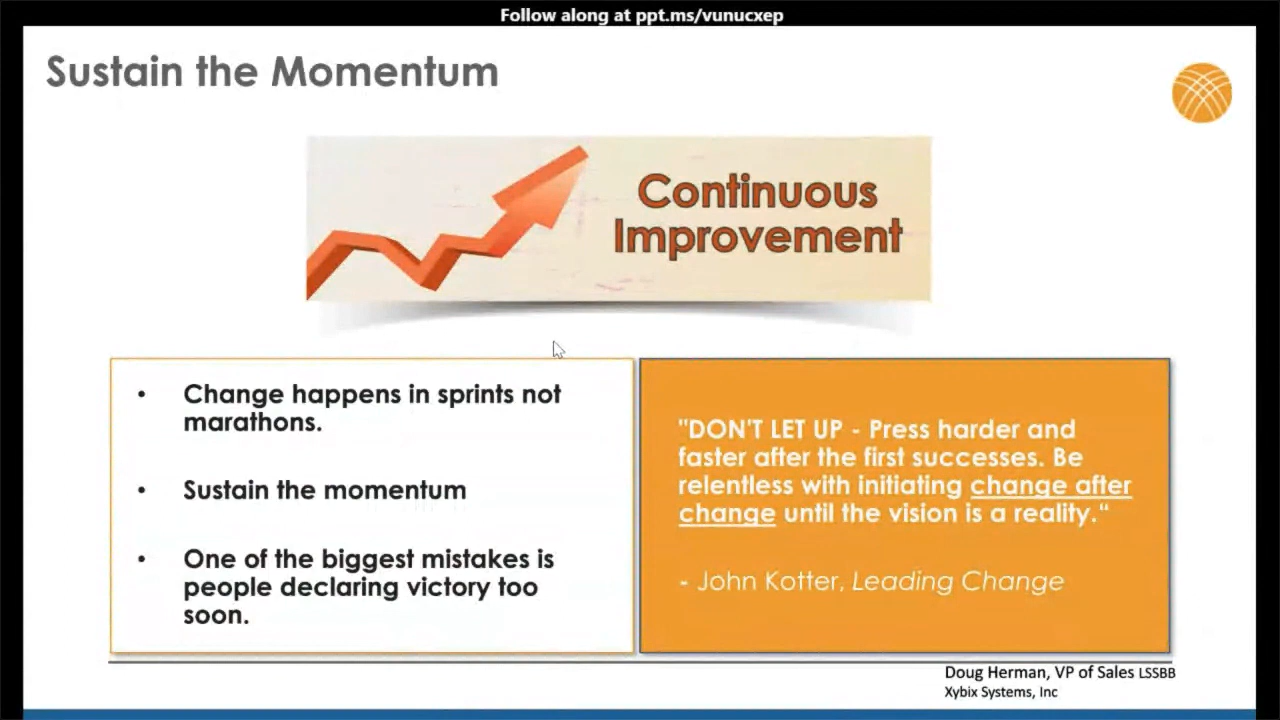 Follow along at ppt.ms/vunucxep
Sustain the Momentum
Continuous
Improvement
• Change happens in sprints not
marathons.
• Sustain the momentum
• One of the biggest mistakes is
people declaring victory too
soon.
"DON'T LET UP - Press harder and
faster after the first successes. Be
relentless with initiating change after
change until the vision is a reality."
- John Kotter, Leading Change
Doug Herman, VP of Sales LSSBB
Xybix Systems, Inc